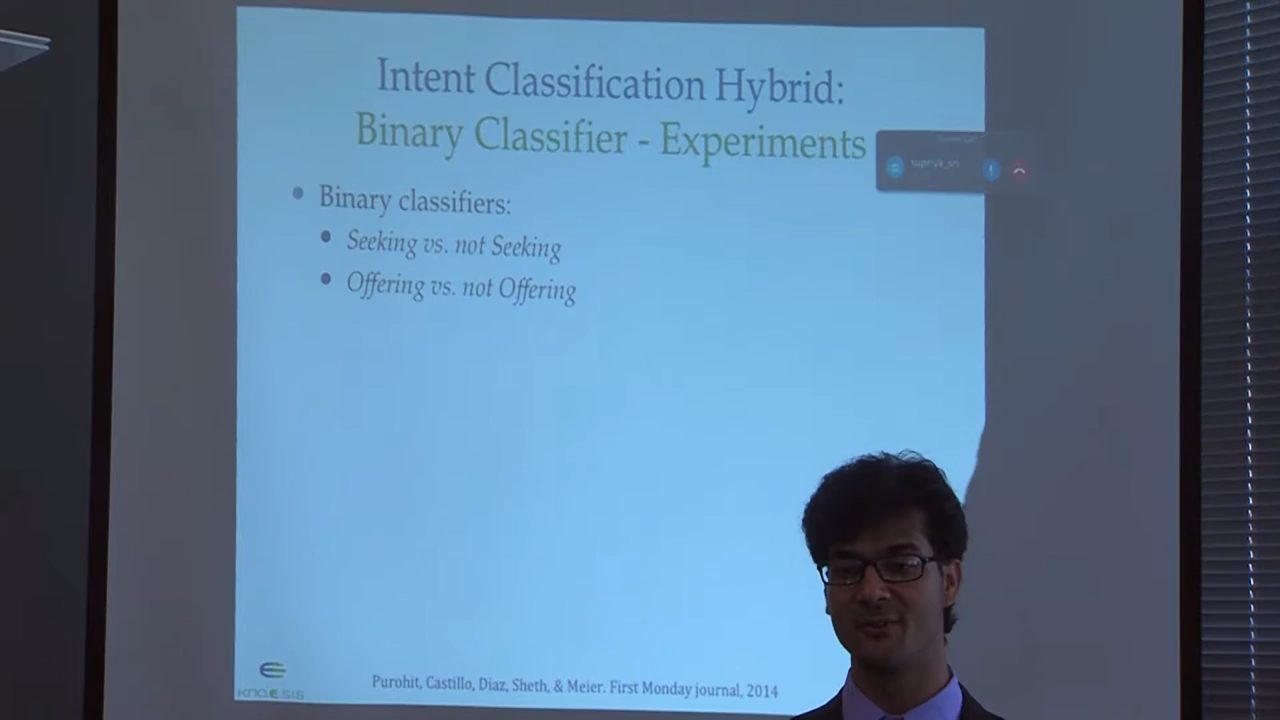 Intent Classification Hybrid:
Binary Classifier - Experiments
Binary classifiers:
Seeking vs. not Seeking
Offering vs. not Offering
Purohit, Castillo, Diaz, Sheth, & Meier. First Monday journal, 2014